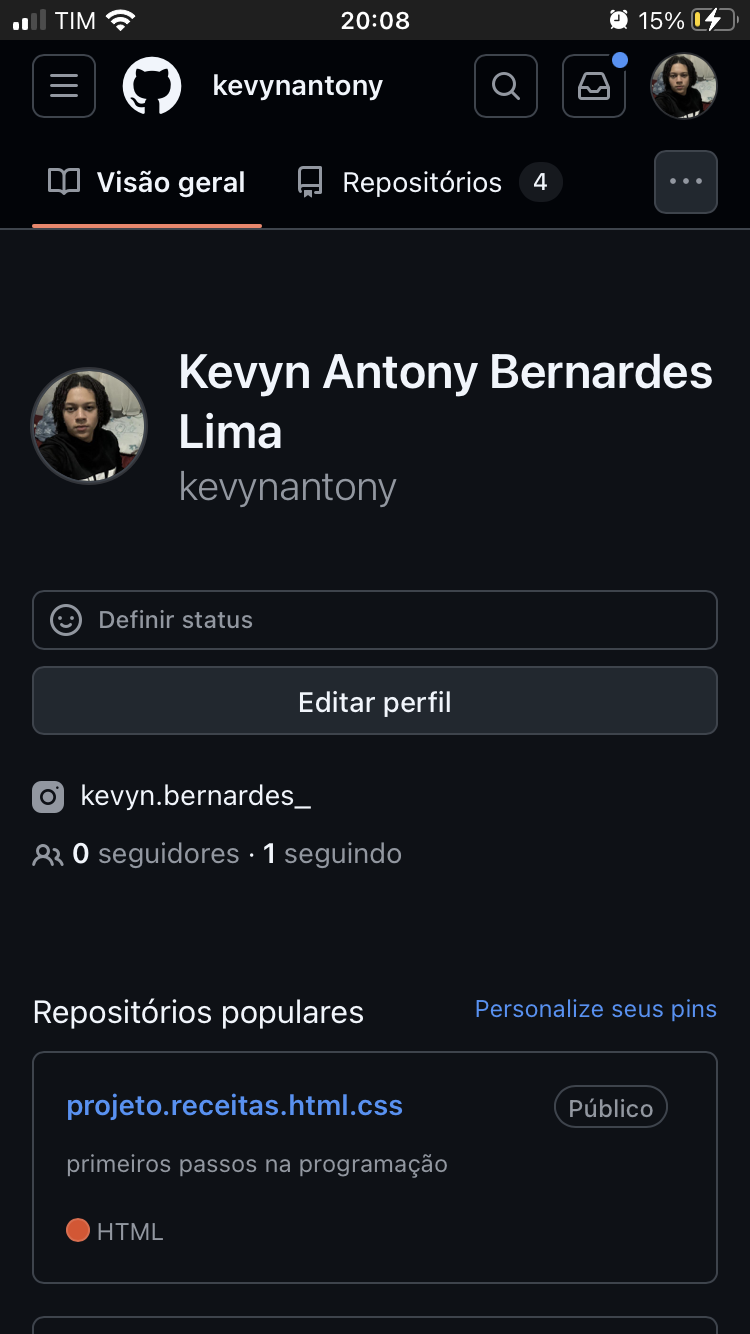 TIM 20:08 15%
kevynantony
Visão geral Repositórios 4
Kevyn Antony Bernardes
Lima
kevynantony
Definir status
Editar perfil
kevyn.bernardes_
0 seguidores · 1 seguindo
Repositórios populares Personalize seus pins
projeto.receitas.html.css Público
primeiros passos na programação
HTML